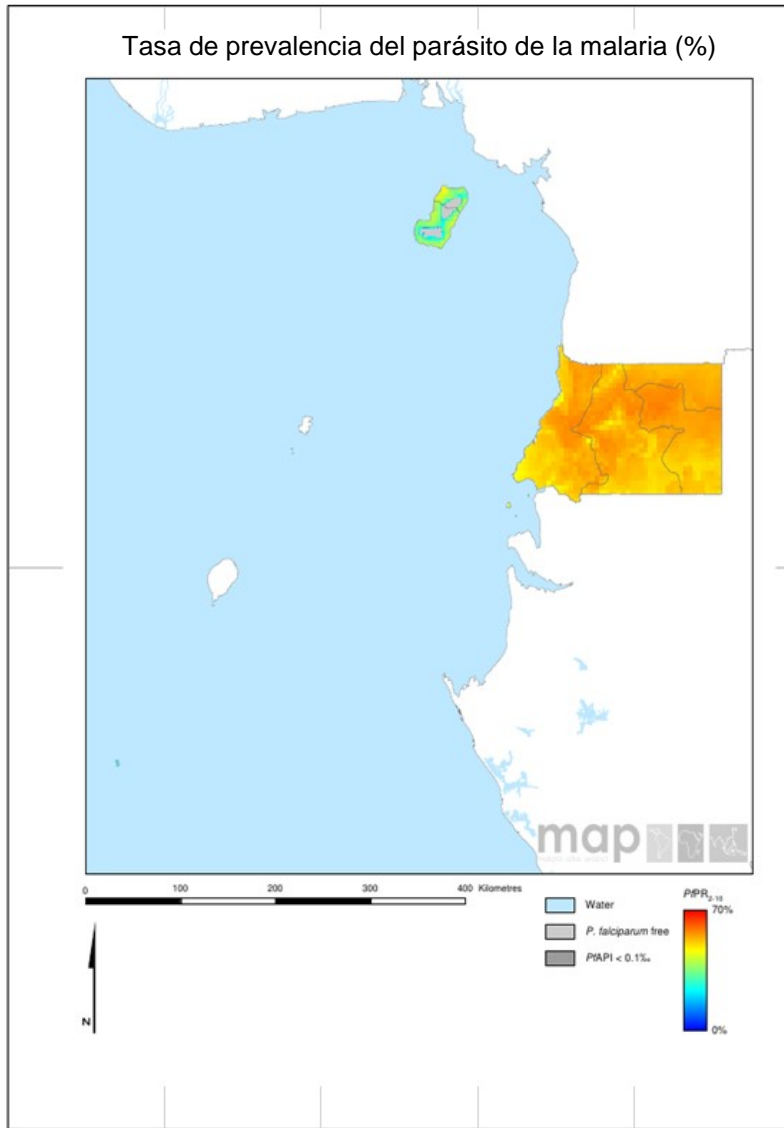 Tasa de prevalencia del parásito de la malaria (%)
map
0 100 200 300 400 Kilometres
Water
P. falciparum free
PfAPI < 0.1‰
PfPR2-10
70%
0%
N